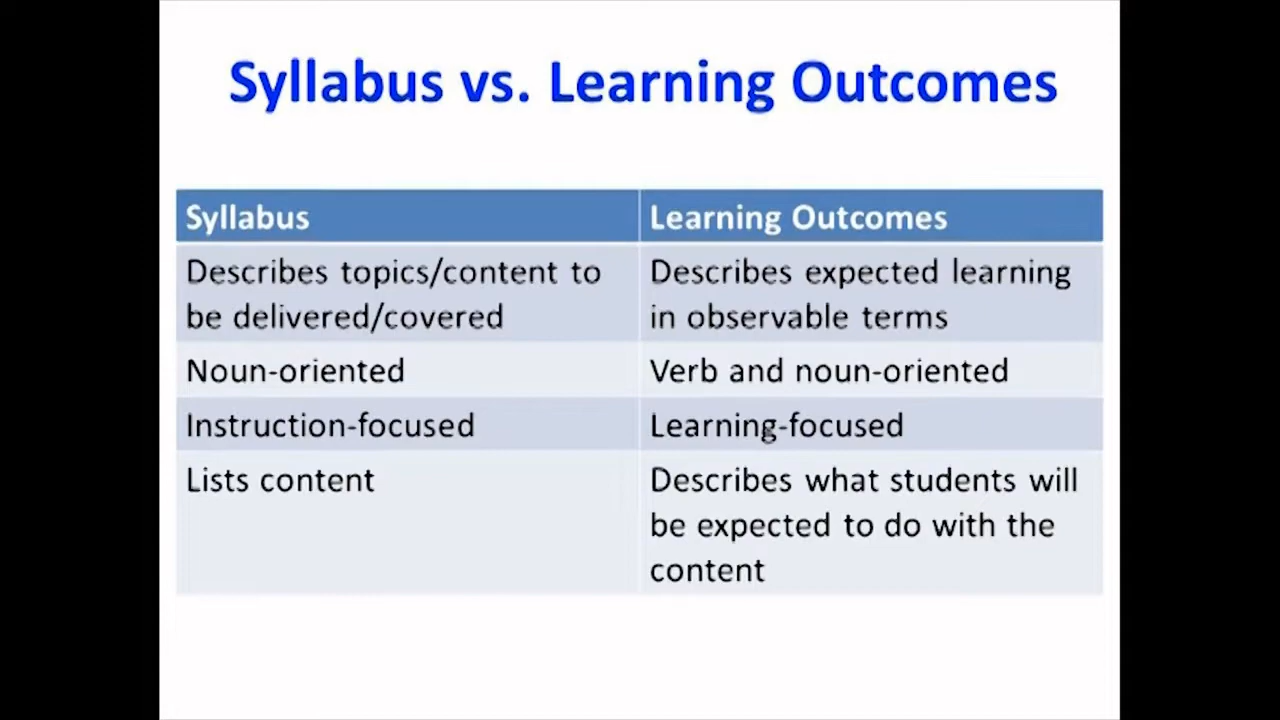 Syllabus vs. Learning Outcomes
Syllabus
Learning Outcomes
Describes topics/content to
be delivered/covered
Describes expected learning
in observable terms
Noun-oriented
Verb and noun-oriented
Instruction-focused
Learning-focused
Lists content
Describes what students will
be expected to do with the
content